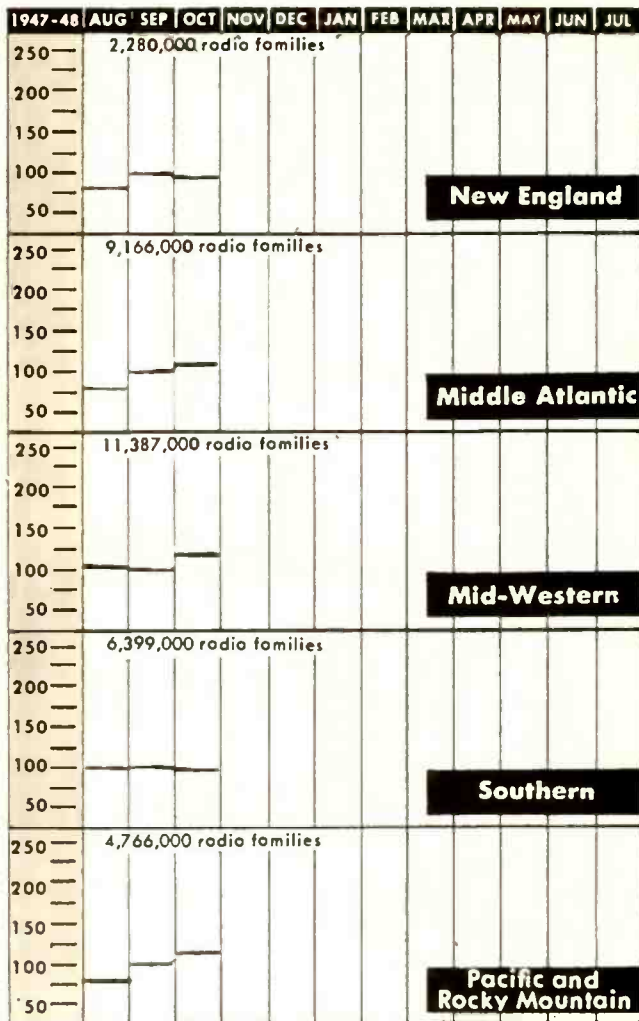 1947-48 AUG SEP OCT NOV DEC JAN FEB MAR APR MAY JUN JUL
2,280,000 radio families
250
200
150
100
50
New England
9,166,000 radio families
250
200
150
100
50
Middle Atlantic
11,387,000 radio families
250
200
150
100
50
Mid-Western
6,399,000 radio families
250
200
150
100
50
Southern
4,766,000 radio families
250
200
150
100
50
Pacific and
Rocky Mountain